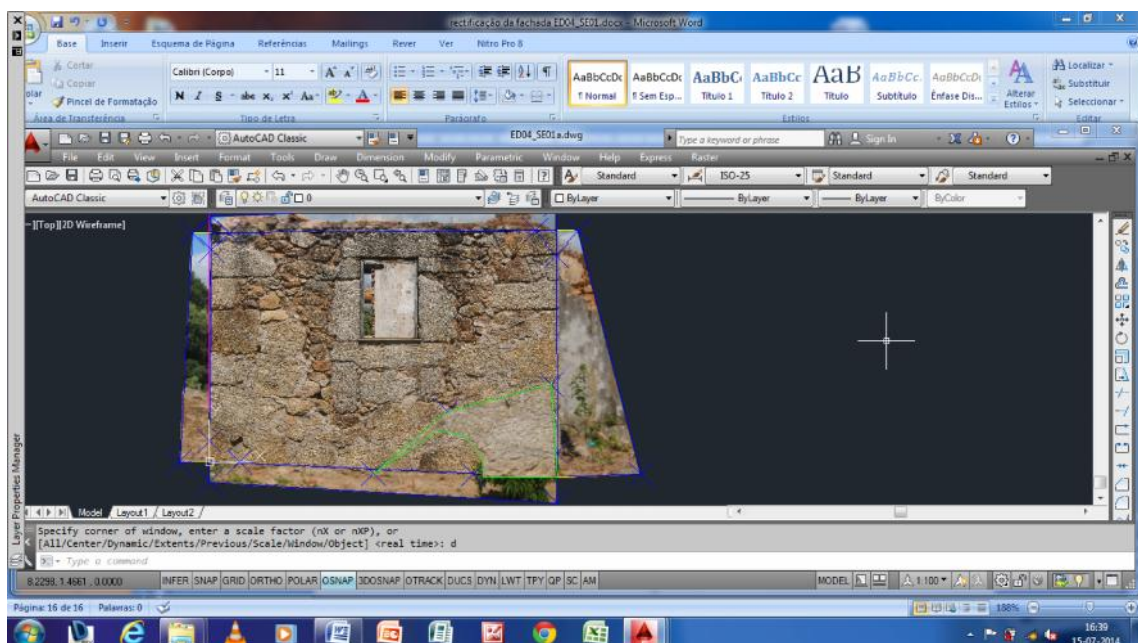 rectificação da fachada ED04_SE01.docx - Microsoft Word
Base Inserir Esquema de Página Referências Mailings Rever Ver Nitro Pro 8
Cortar
Copiar
Pincel de Formatação
Calibri (Corpo) 11
N I S abc x, x' Aa
AaBbCcDc AaBbCcDc AaBbC AaBbCc AaB AaBbCc. AaBbCcDc
¶ Normal ¶ Sem Esp... Título 1 Título 2 Título Subtítulo Ênfase Dis...
Alterar Estilos
Localizar
Substituir
Seleccionar
Área de Transferência Tipo de Letra Parágrafo Estilos Editar
AutoCAD Classic ED04_SE01a.dwg Type a keyword or phrase Sign In
File Edit View Insert Format Tools Draw Dimension Modify Parametric Window Help Express Raster
Standard ISO-25 Standard Standard
AutoCAD Classic 0 ByLayer ByLayer ByLayer ByColor
-][Top][2D Wireframe]
Layer Properties Manager
Model Layout1 Layout2
Specify corner of window, enter a scale factor (nX or nXP), or
[All/Center/Dynamic/Extents/Previous/Scale/Window/Object] <real time>: d
Type a command
8.2298, 1.4661 , 0.0000 INFER SNAP GRID ORTHO POLAR OSNAP 3DOSNAP OTRACK DUCS DYN LWT TPY QP SC AM MODEL 1:100
Página: 16 de 16 Palavras: 0 188%
16:39
15-07-2014